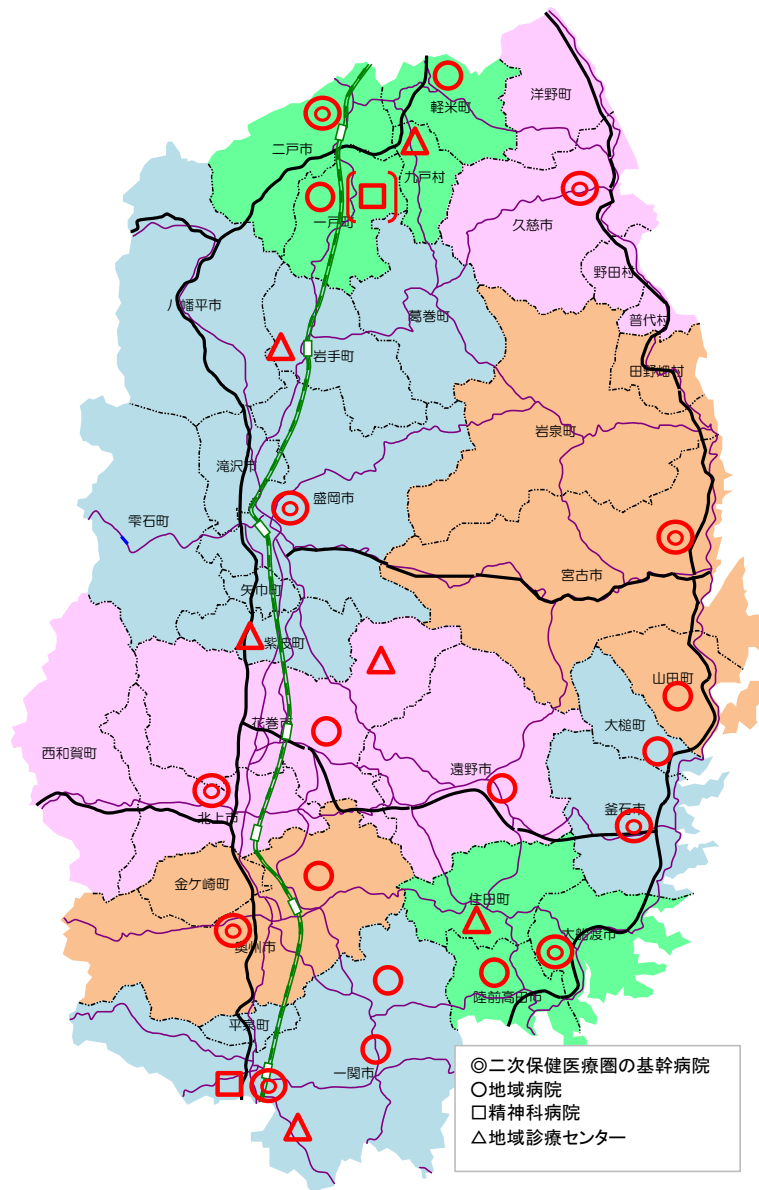 軽米町
洋野町
二戸市
九戸村
一戸町
久慈市
野田村
八幡平市
葛巻町
普代村
岩手町
田野畑村
岩泉町
滝沢市
盛岡市
雫石町
宮古市
矢巾町
紫波町
山田町
花巻市
大槌町
西和賀町
遠野市
北上市
釜石市
金ケ崎町
住田町
奥州市
大船渡市
陸前高田市
平泉町
一関市
◎二次保健医療圏の基幹病院
○地域病院
□精神科病院
△地域診療センター